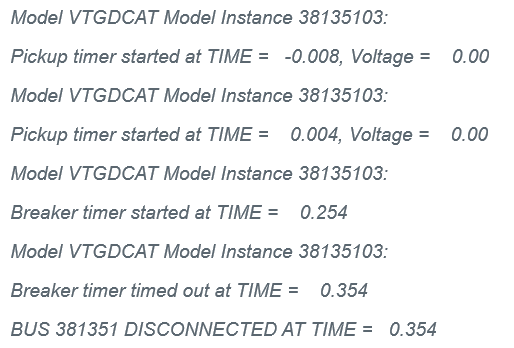 Model VTGDCAT Model Instance 38135103:
Pickup timer started at TIME = -0.008, Voltage = 0.00
Model VTGDCAT Model Instance 38135103:
Pickup timer started at TIME = 0.004, Voltage = 0.00
Model VTGDCAT Model Instance 38135103:
Breaker timer started at TIME = 0.254
Model VTGDCAT Model Instance 38135103:
Breaker timer timed out at TIME = 0.354
BUS 381351 DISCONNECTED AT TIME = 0.354